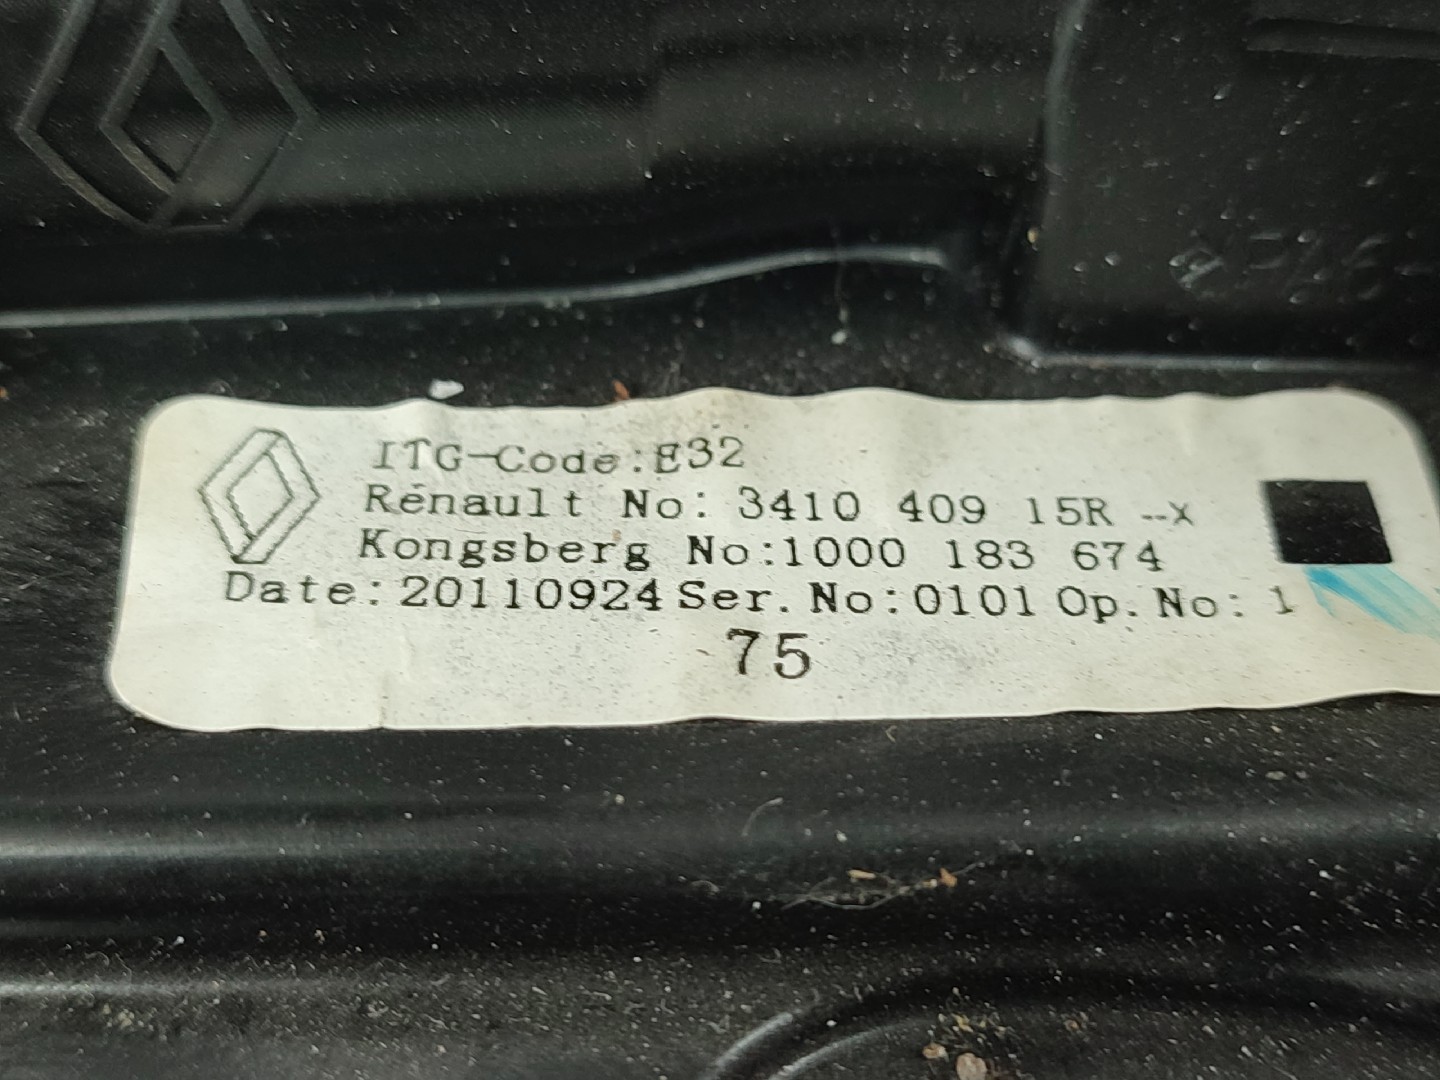 ITG-Code:E32
Renault No: 3410 409 15R --X
Kongsberg No:1000 183 674
Date:20110924 Ser. No:0101 Op. No: 1
75